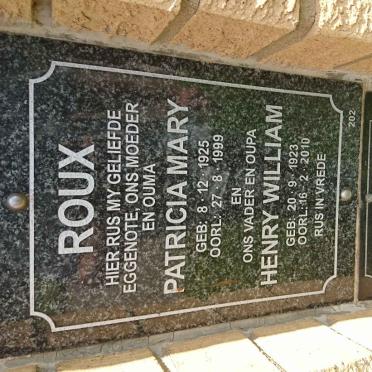 ROUX
HIER RUS MY GELIEFDE
EGGENOTE, ONS MOEDER
EN OUMA
PATRICIA MARY
GEB: 8 · 12 · 1925
OORL: 27 · 8 · 1999
EN
ONS VADER EN OUPA
HENRY WILLIAM
GEB: 20 · 9 · 1923
OORL: 16 · 2 · 2010
RUS IN VREDE
202